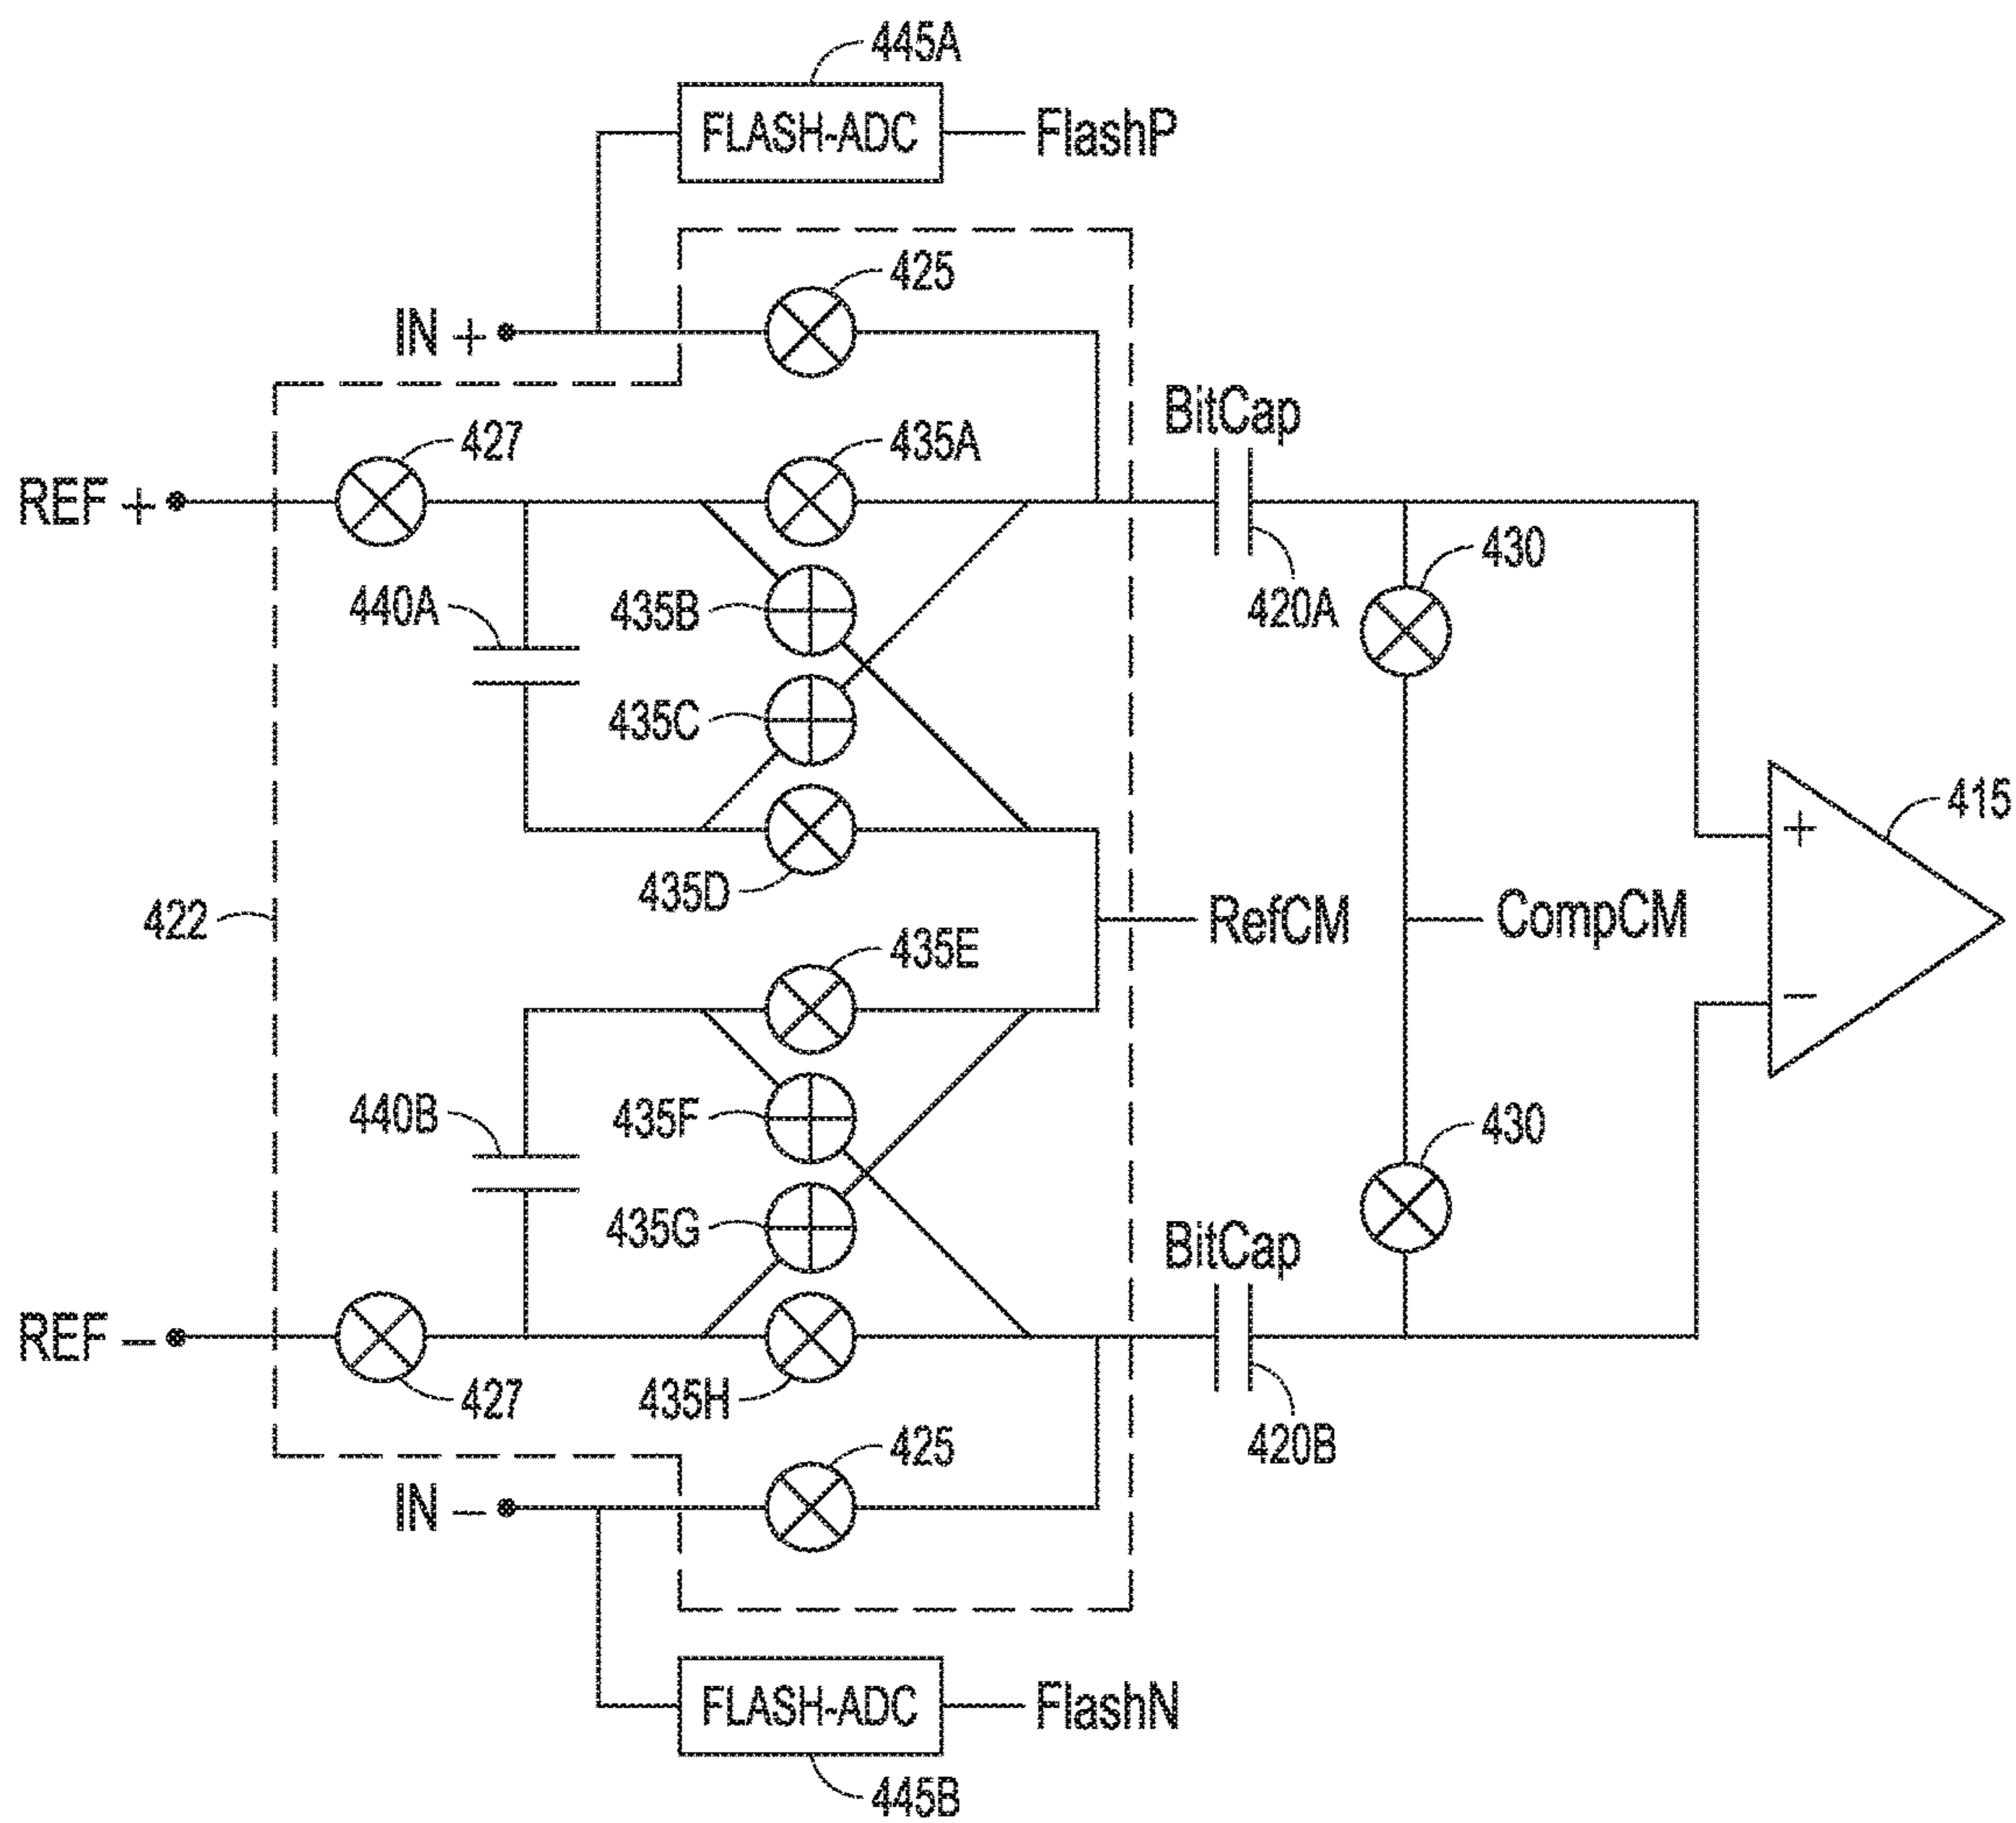 445A
FLASH-ADC
FlashP
425
IN +
BitCap
427
435A
REF +
430
440A
435B
420A
435C
415
+
435D
422
RefCM
CompCM
435E
−
440B
435F
430
435G
BitCap
REF −
427
435H
425
420B
IN −
FLASH-ADC
FlashN
445B